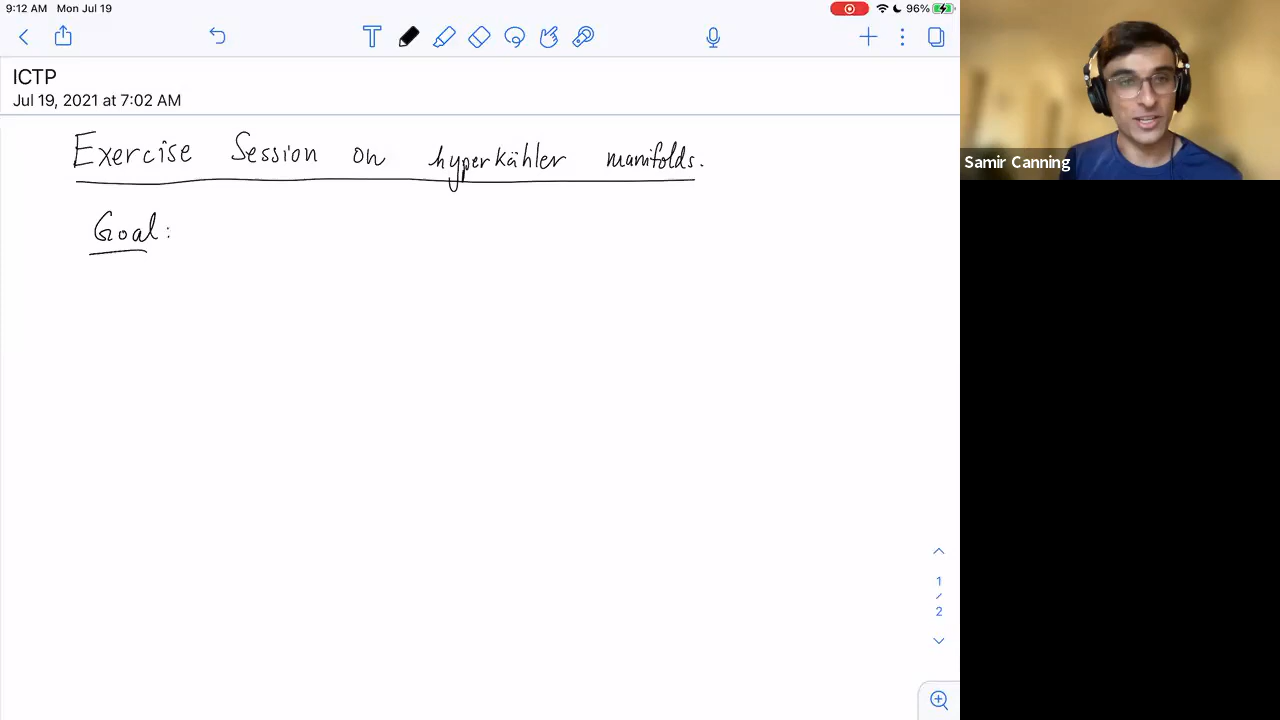 9:12 AM Mon Jul 19
96%
ICTP
Jul 19, 2021 at 7:02 AM
Exercise Session on hyperkähler manifolds.
Goal:
Samir Canning
1
/
2